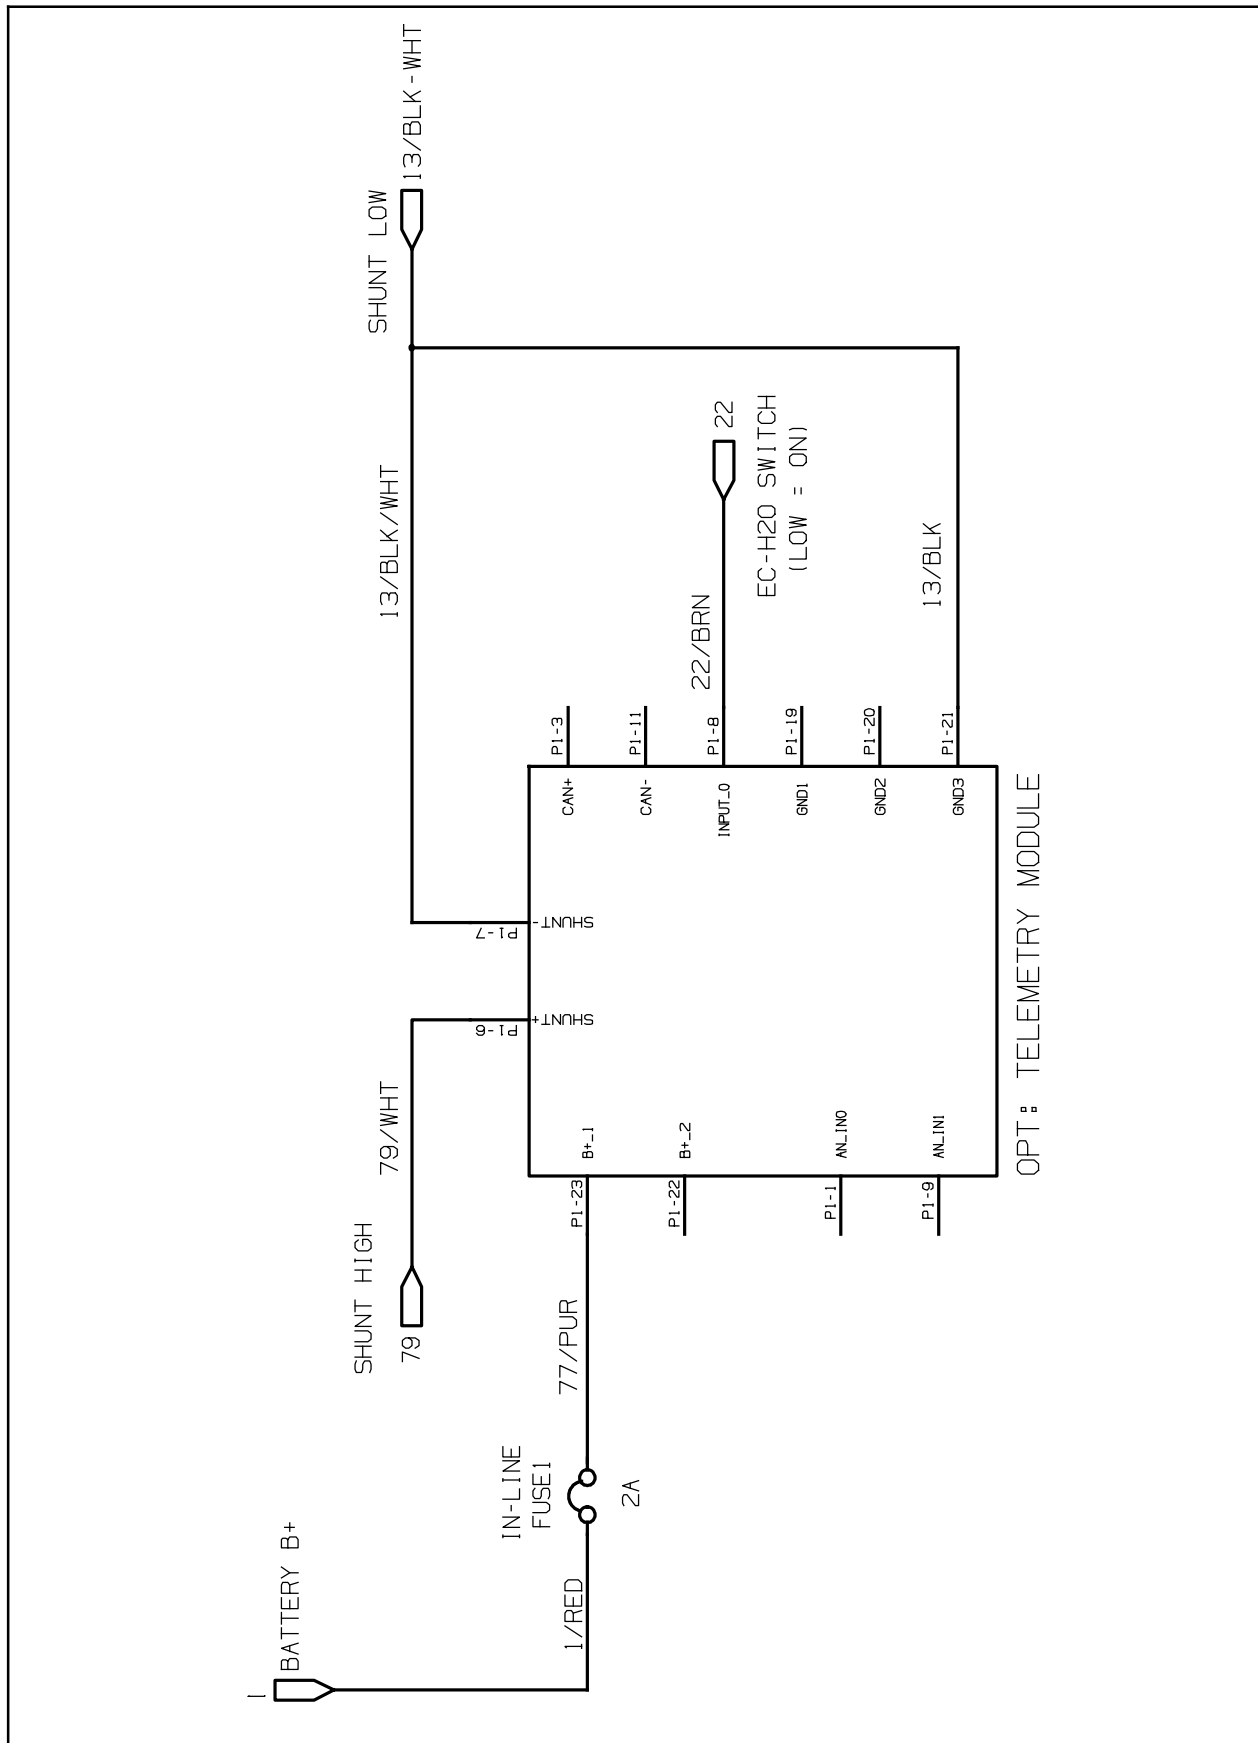 1
BATTERY B+
1/RED
IN-LINE
FUSE1
2A
77/PUR
SHUNT HIGH
79
79/WHT
SHUNT LOW
13/BLK-WHT
13/BLK/WHT
P1-6
SHUNT+
P1-7
SHUNT-
P1-23
B+_1
P1-22
B+_2
P1-1
AN_IN0
P1-9
AN_IN1
CAN+
P1-3
CAN-
P1-11
INPUT_0
P1-8
22/BRN
22
EC-H2O SWITCH
(LOW = ON)
GND1
P1-19
GND2
P1-20
GND3
P1-21
13/BLK
OPT: TELEMETRY MODULE